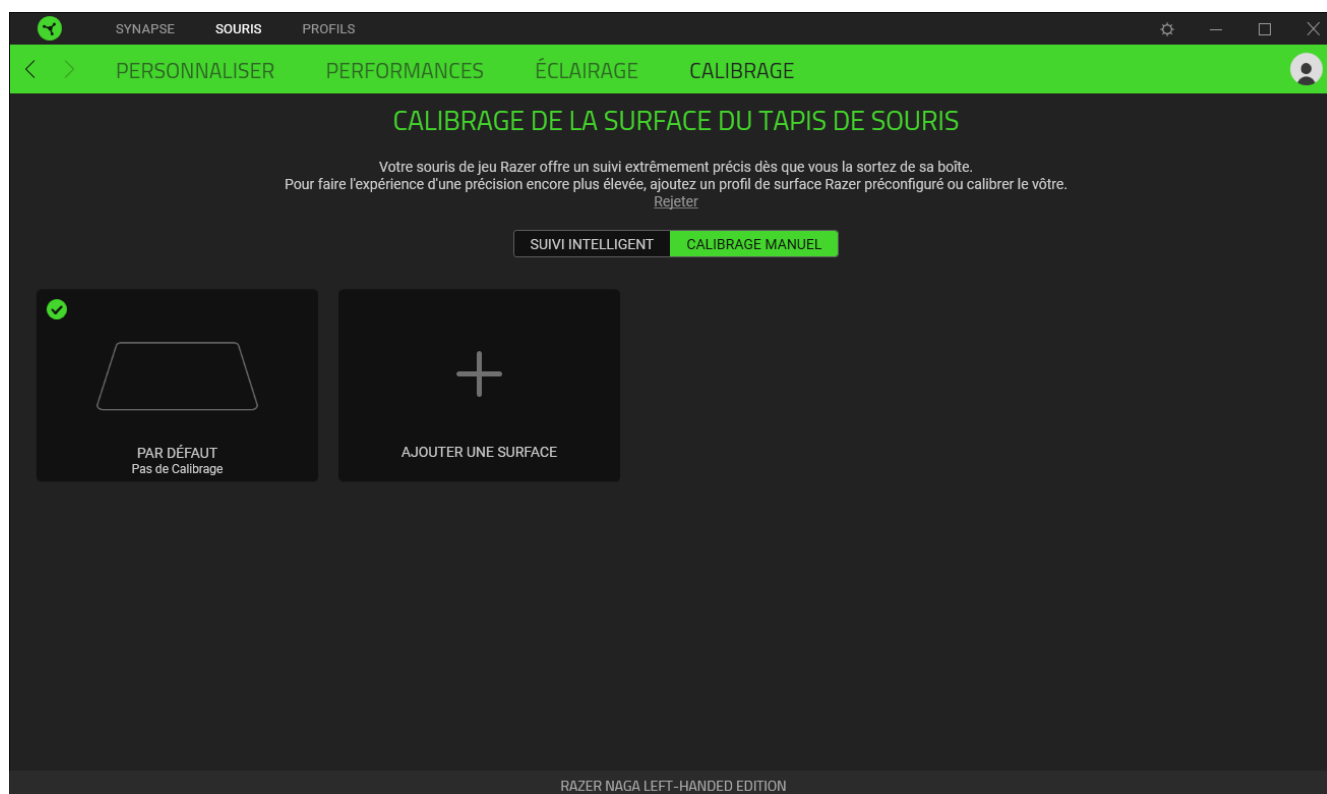 SYNAPSE SOURIS PROFILS
PERSONNALISER PERFORMANCES ÉCLAIRAGE CALIBRAGE
CALIBRAGE DE LA SURFACE DU TAPIS DE SOURIS
Votre souris de jeu Razer offre un suivi extrêmement précis dès que vous la sortez de sa boîte.
Pour faire l'expérience d'une précision encore plus élevée, ajoutez un profil de surface Razer préconfiguré ou calibrer le vôtre.
Rejeter
SUIVI INTELLIGENT CALIBRAGE MANUEL
PAR DÉFAUT
Pas de Calibrage
AJOUTER UNE SURFACE
RAZER NAGA LEFT-HANDED EDITION